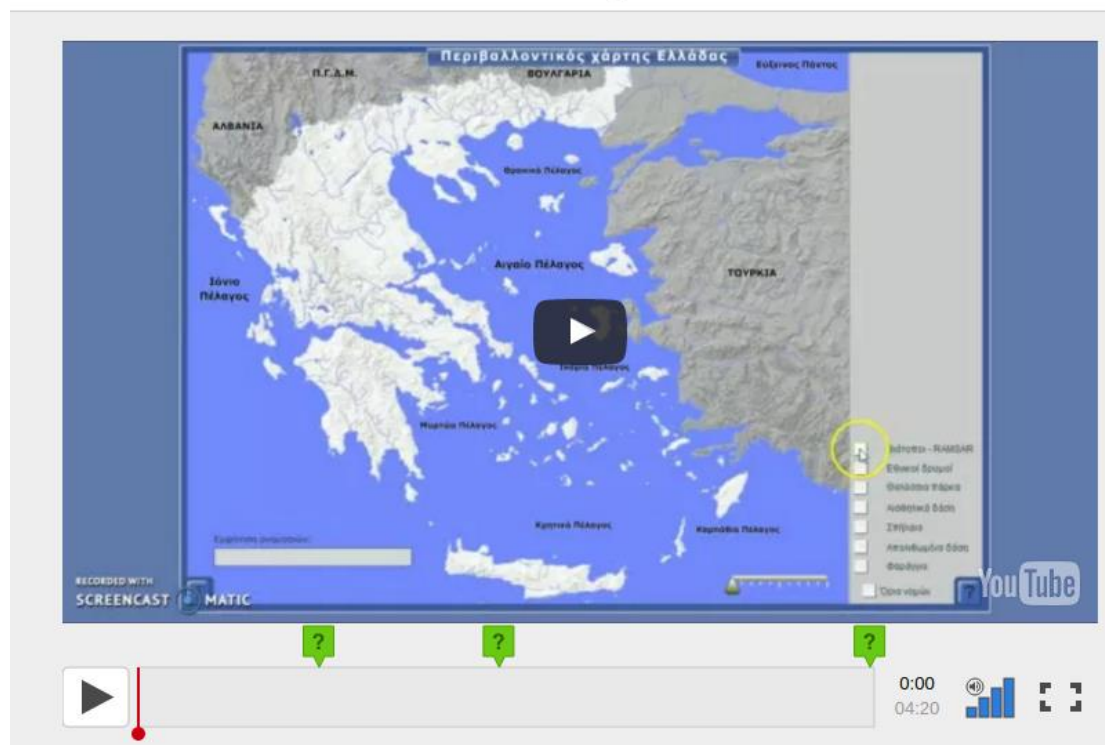 Περιβαλλοντικός χάρτης Ελλάδας
Π.Γ.Δ.Μ.
ΒΟΥΛΓΑΡΙΑ
Εύξεινος Πόντος
ΑΛΒΑΝΙΑ
Θρακικό Πέλαγος
Αιγαίο Πέλαγος
ΤΟΥΡΚΙΑ
Ιόνιο
Πέλαγος
Ικάριο Πέλαγος
Μυρτώο Πέλαγος
- RAMSAR
Εθνικοί δρυμοί
Θαλάσσια πάρκα
Αισθητικά δάση
Σπήλαια
Απολιθωμένα δάση
Φαράγγια
Όρια νομών
Κρητικό Πέλαγος
Καρπάθιο Πέλαγος
Εμφάνιση ονομασιών:
RECORDED WITH
SCREENCAST MATIC
?
YouTube
? ? ?
0:00
04:20